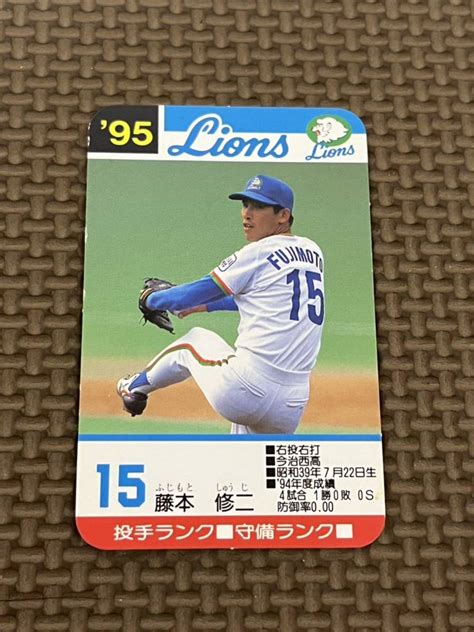 '95
Lions
Lions
FUJIMOTO
15
■右投右打
■今治西高
■昭和39年7月22日生
■'94年度成績
4試合 1勝0敗 0S
防御率0.00
15
ふじもと しゅうじ
藤本 修二
投手ランク■守備ランク■